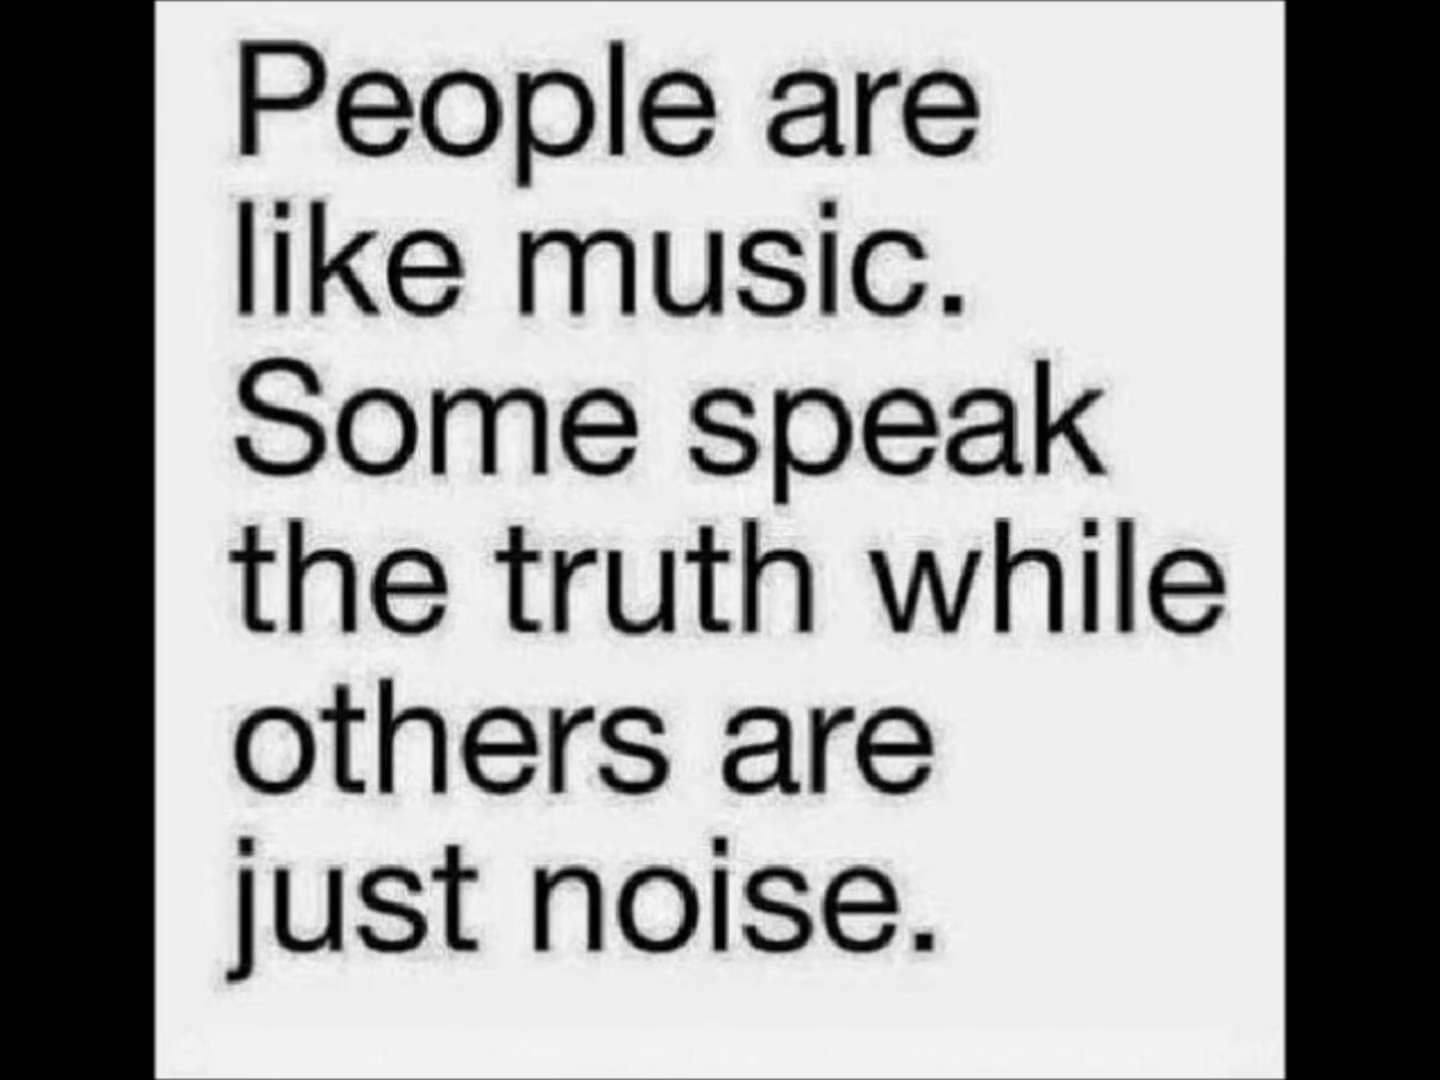 People are
like music.
Some speak
the truth while
others are
just noise.